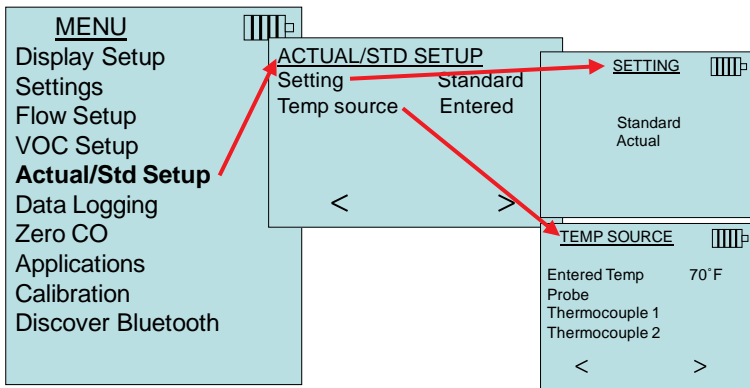 MENU
Display Setup
Settings
Flow Setup
VOC Setup
Actual/Std Setup
Data Logging
Zero CO
Applications
Calibration
Discover Bluetooth
ACTUAL/STD SETUP
Setting Standard
Temp source Entered
< >
SETTING
Standard
Actual
TEMP SOURCE
Entered Temp 70˚F
Probe
Thermocouple 1
Thermocouple 2
< >